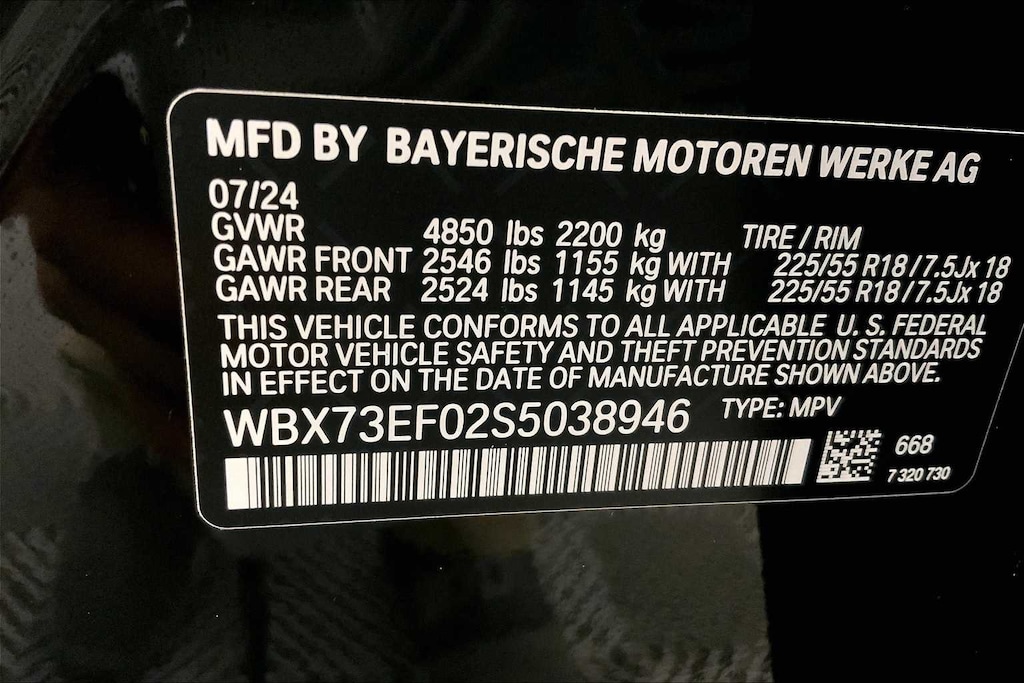 MFD BY BAYERISCHE MOTOREN WERKE AG
07/24
GVWR 4850 lbs 2200 kg TIRE / RIM
GAWR FRONT 2546 lbs 1155 kg WITH 225/55 R18 / 7.5Jx 18
GAWR REAR 2524 lbs 1145 kg WITH 225/55 R18 / 7.5Jx 18
THIS VEHICLE CONFORMS TO ALL APPLICABLE U. S. FEDERAL
MOTOR VEHICLE SAFETY AND THEFT PREVENTION STANDARDS
IN EFFECT ON THE DATE OF MANUFACTURE SHOWN ABOVE.
WBX73EF02S5038946 TYPE: MPV
668
7 320 730